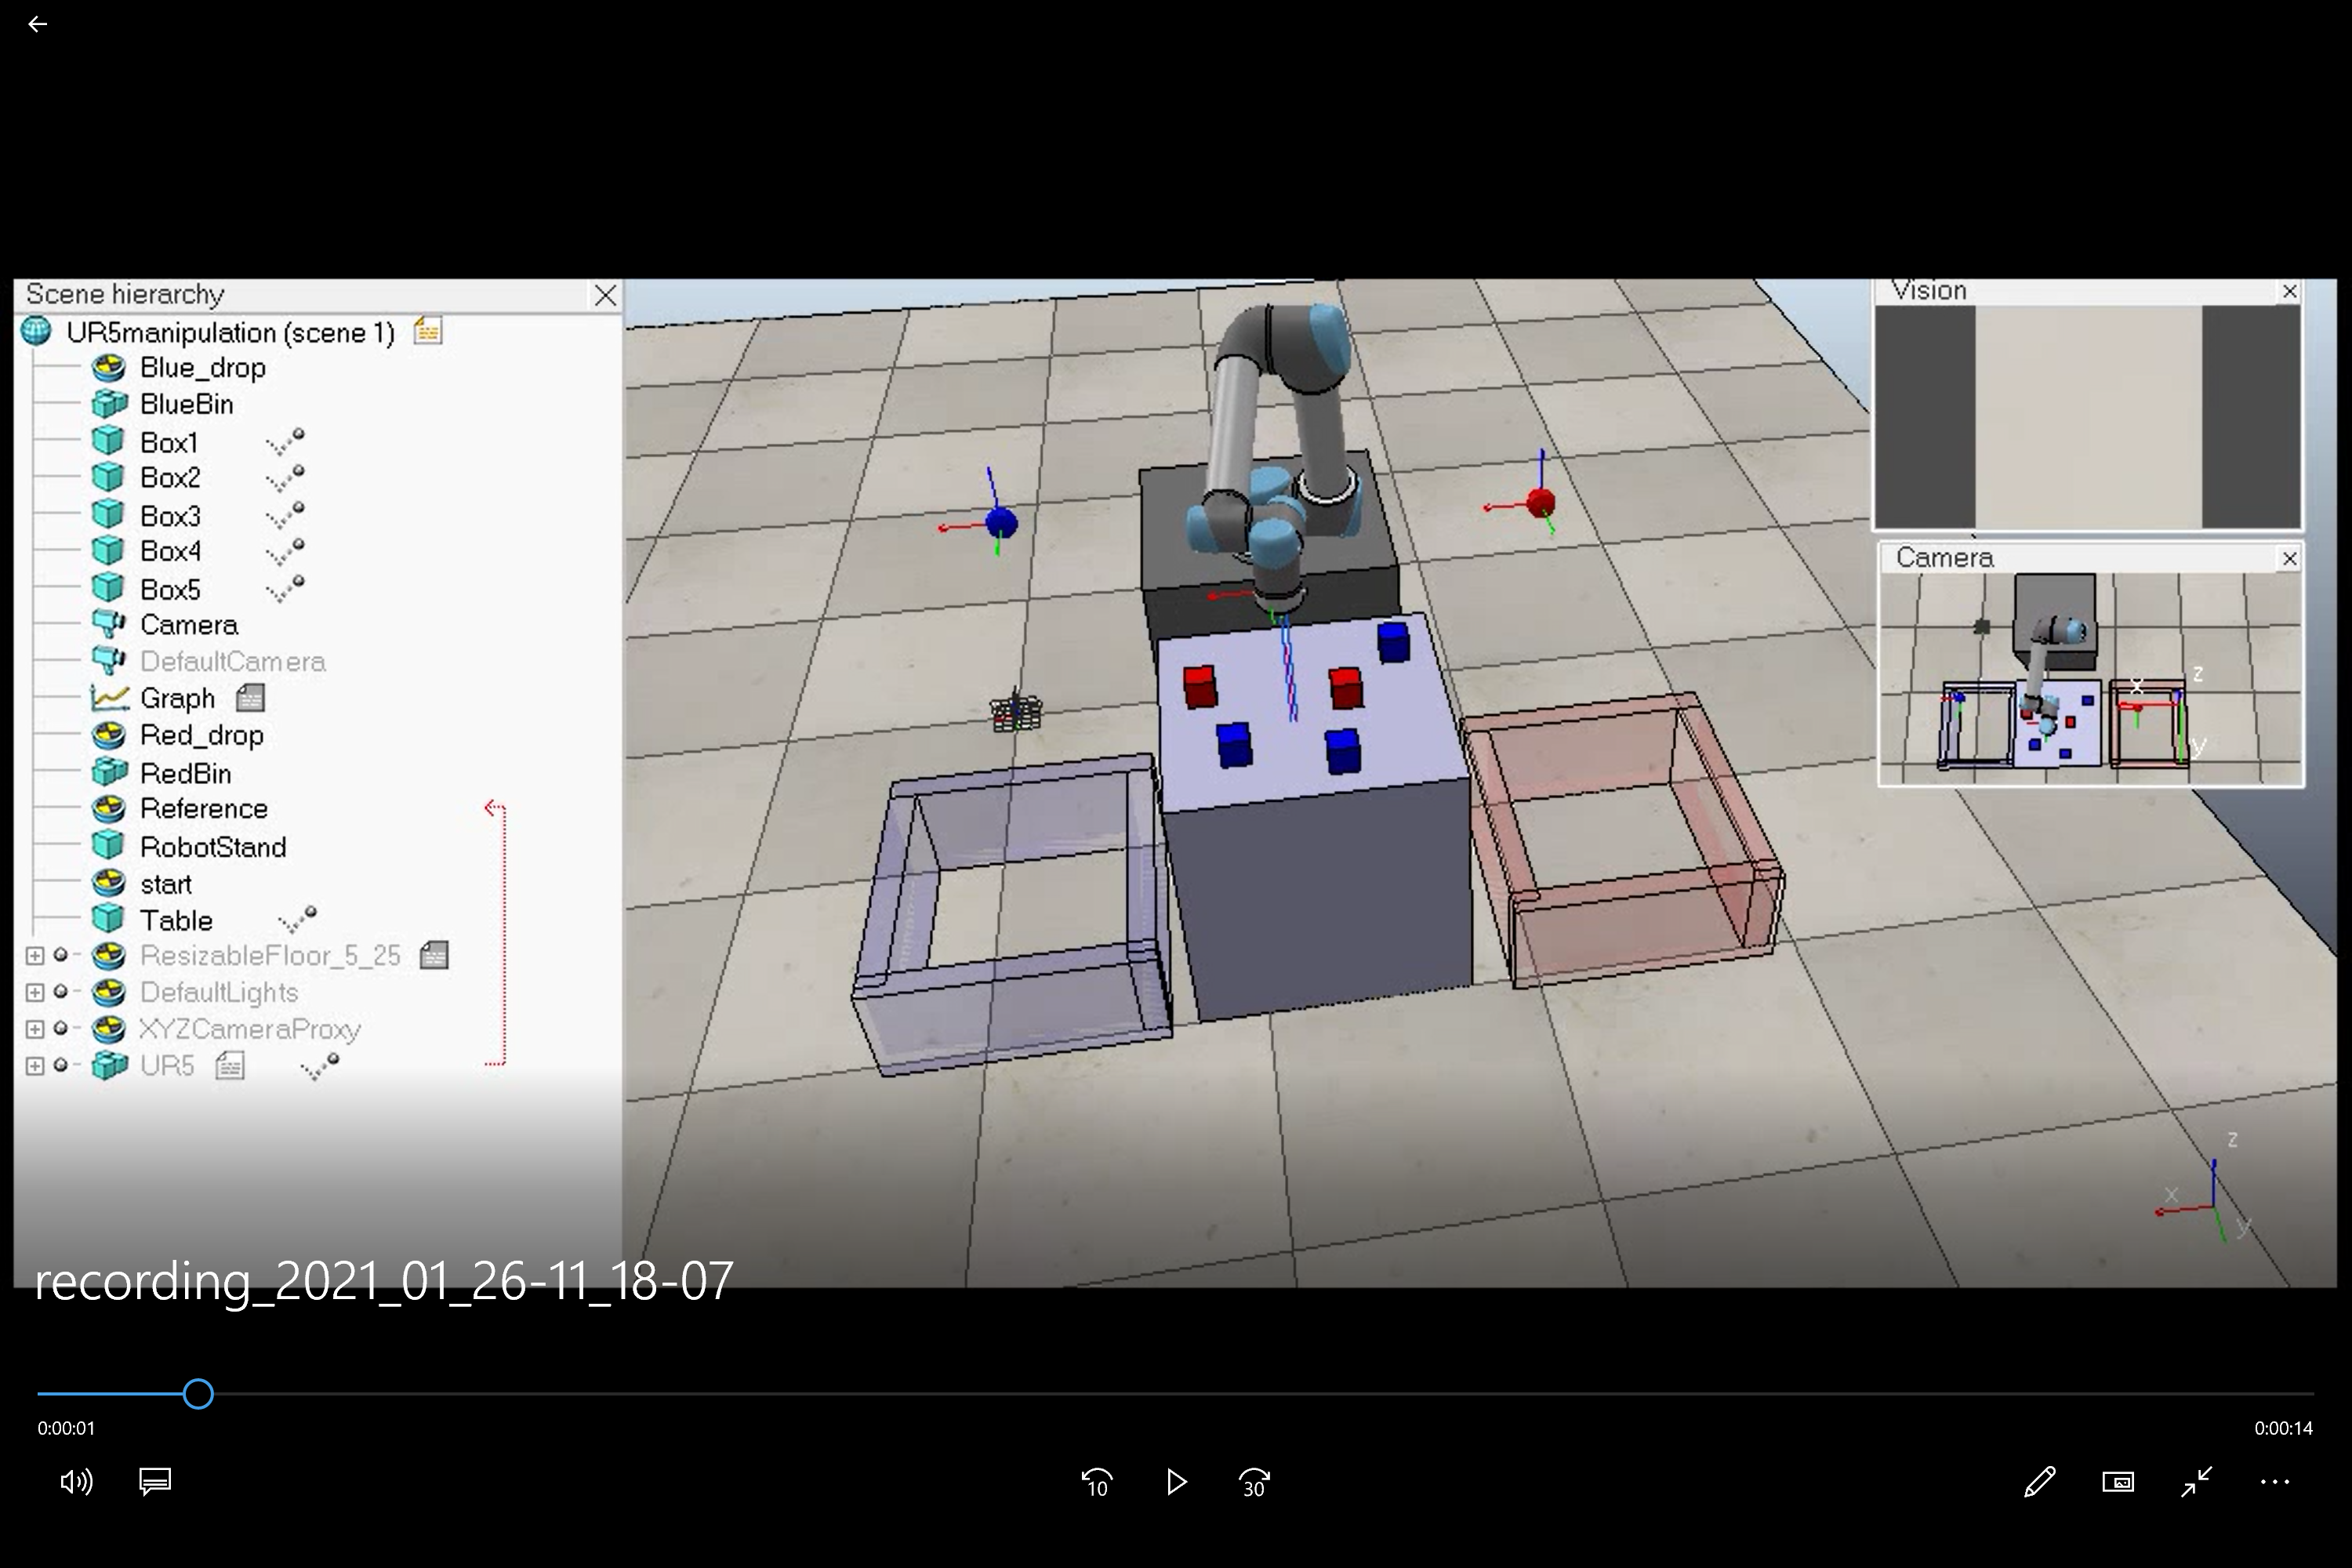 Scene hierarchy
UR5manipulation (scene 1)
Blue_drop
BlueBin
Box1
Box2
Box3
Box4
Box5
Camera
DefaultCamera
Graph
Red_drop
RedBin
Reference
RobotStand
start
Table
ResizableFloor_5_25
DefaultLights
XYZCameraProxy
UR5
Vision
Camera
z
x
y
z
x
y
recording_2021_01_26-11_18-07
0:00:01
0:00:14
10
30